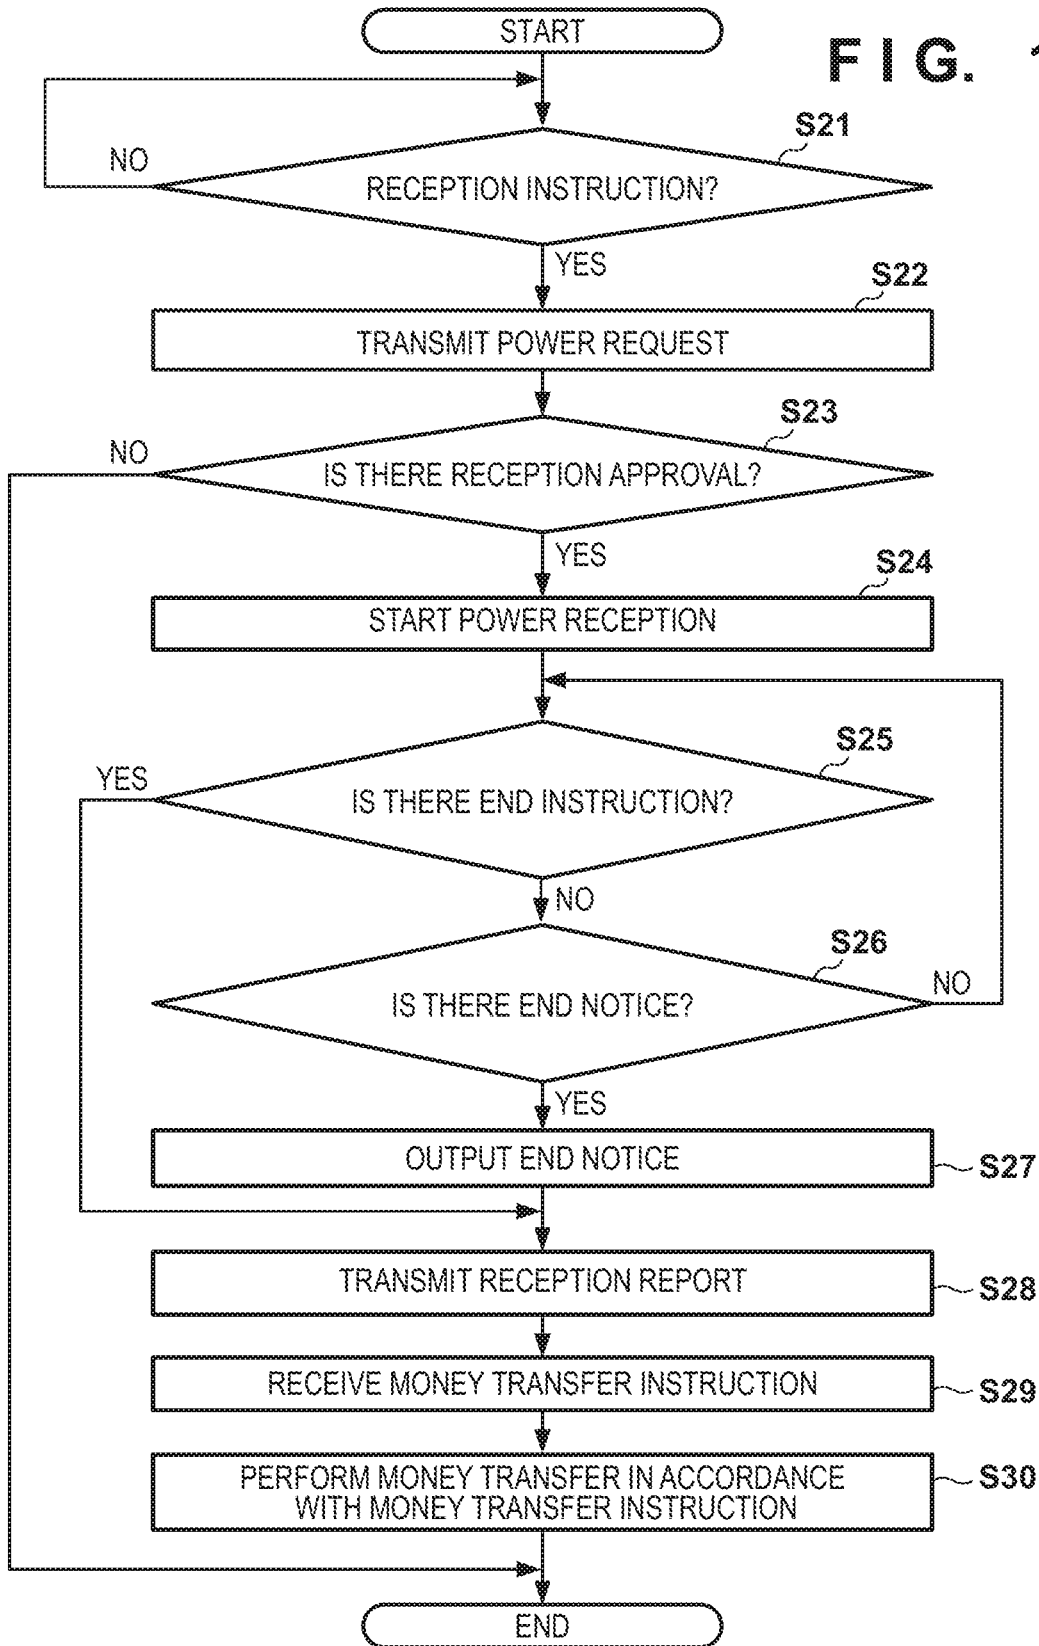 START
FIG.
S21
NO
RECEPTION INSTRUCTION?
YES
S22
TRANSMIT POWER REQUEST
S23
NO
IS THERE RECEPTION APPROVAL?
YES
S24
START POWER RECEPTION
S25
YES
IS THERE END INSTRUCTION?
NO
S26
NO
IS THERE END NOTICE?
YES
OUTPUT END NOTICE
S27
TRANSMIT RECEPTION REPORT
S28
RECEIVE MONEY TRANSFER INSTRUCTION
S29
PERFORM MONEY TRANSFER IN ACCORDANCE
WITH MONEY TRANSFER INSTRUCTION
S30
END